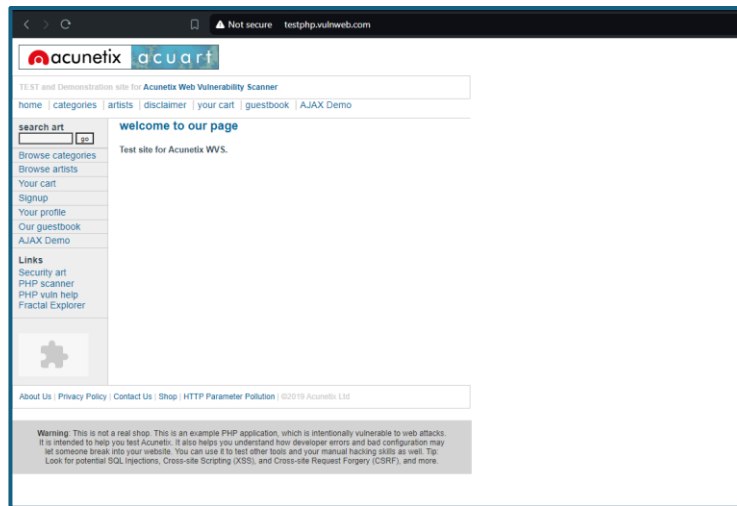 Not secure testphp.vulnweb.com
acunetix acuart
TEST and Demonstration site for Acunetix Web Vulnerability Scanner
home | categories | artists | disclaimer | your cart | guestbook | AJAX Demo
search art
go
Browse categories
Browse artists
Your cart
Signup
Your profile
Our guestbook
AJAX Demo
Links
Security art
PHP scanner
PHP vuln help
Fractal Explorer
welcome to our page
Test site for Acunetix WVS.
About Us | Privacy Policy | Contact Us | Shop | HTTP Parameter Pollution | ©2019 Acunetix Ltd
Warning: This is not a real shop. This is an example PHP application, which is intentionally vulnerable to web attacks.
It is intended to help you test Acunetix. It also helps you understand how developer errors and bad configuration may
let someone break into your website. You can use it to test other tools and your manual hacking skills as well. Tip:
Look for potential SQL Injections, Cross-site Scripting (XSS), and Cross-site Request Forgery (CSRF), and more.